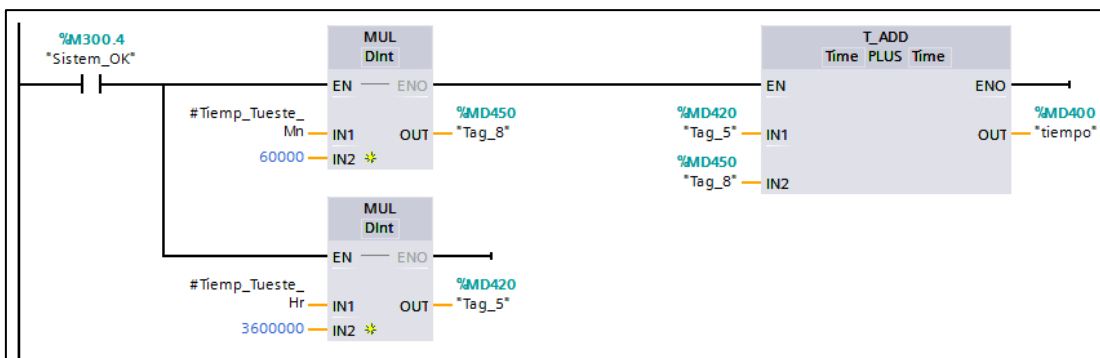 %M300.4
"Sistem_OK"
MUL
DInt
EN ENO
#Tiemp_Tueste_
Mn
IN1
OUT
%MD450
"Tag_8"
60000
IN2
T_ADD
Time PLUS Time
EN ENO
%MD420
"Tag_5"
IN1
OUT
%MD400
"tiempo"
%MD450
"Tag_8"
IN2
MUL
DInt
EN ENO
#Tiemp_Tueste_
Hr
IN1
OUT
%MD420
"Tag_5"
3600000
IN2